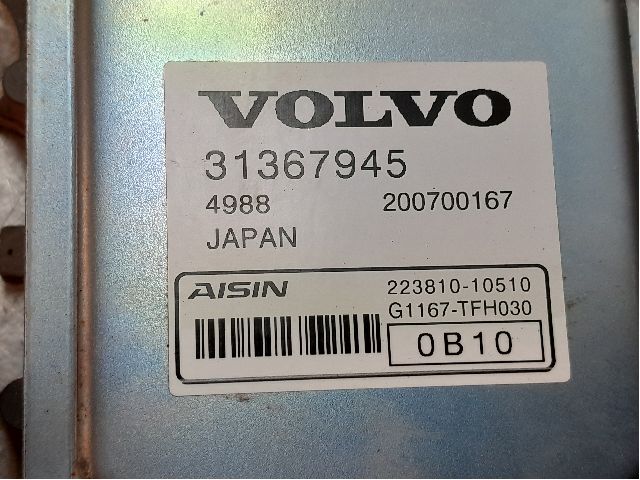 VOLVO
31367945
4988 200700167
JAPAN
AISIN 223810-10510
G1167-TFH030
0B10